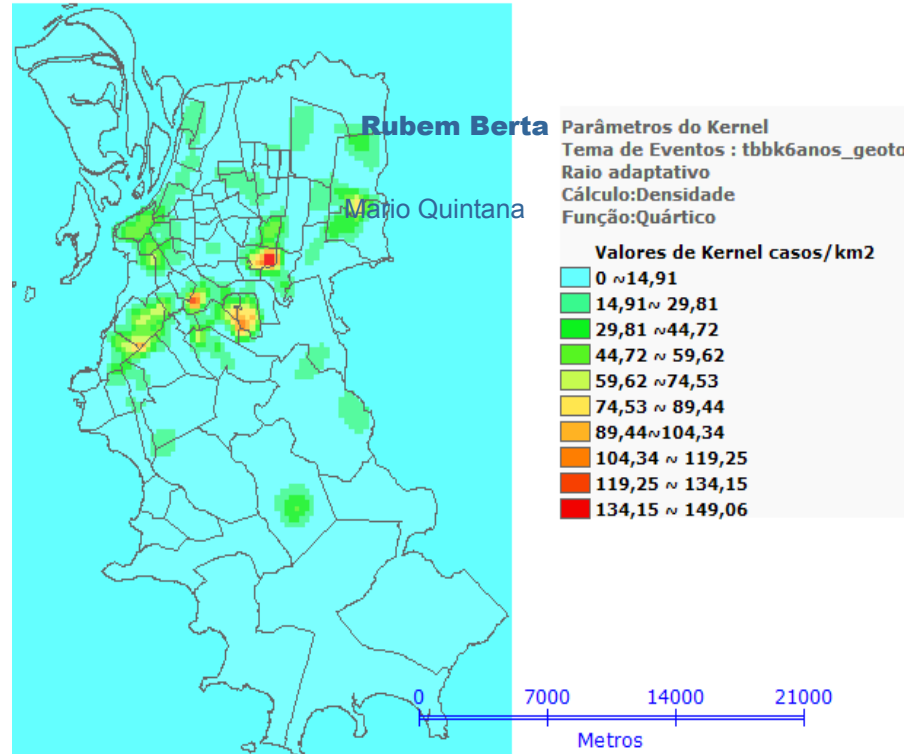 Rubem Berta
Mario Quintana
Parâmetros do Kernel
Tema de Eventos : tbbk6anos_geoto
Raio adaptativo
Cálculo:Densidade
Função:Quártico
Valores de Kernel casos/km2
0 ~14,91
14,91~ 29,81
29,81 ~44,72
44,72 ~ 59,62
59,62 ~74,53
74,53 ~ 89,44
89,44~104,34
104,34 ~ 119,25
119,25 ~ 134,15
134,15 ~ 149,06
0 7000 14000 21000
Metros